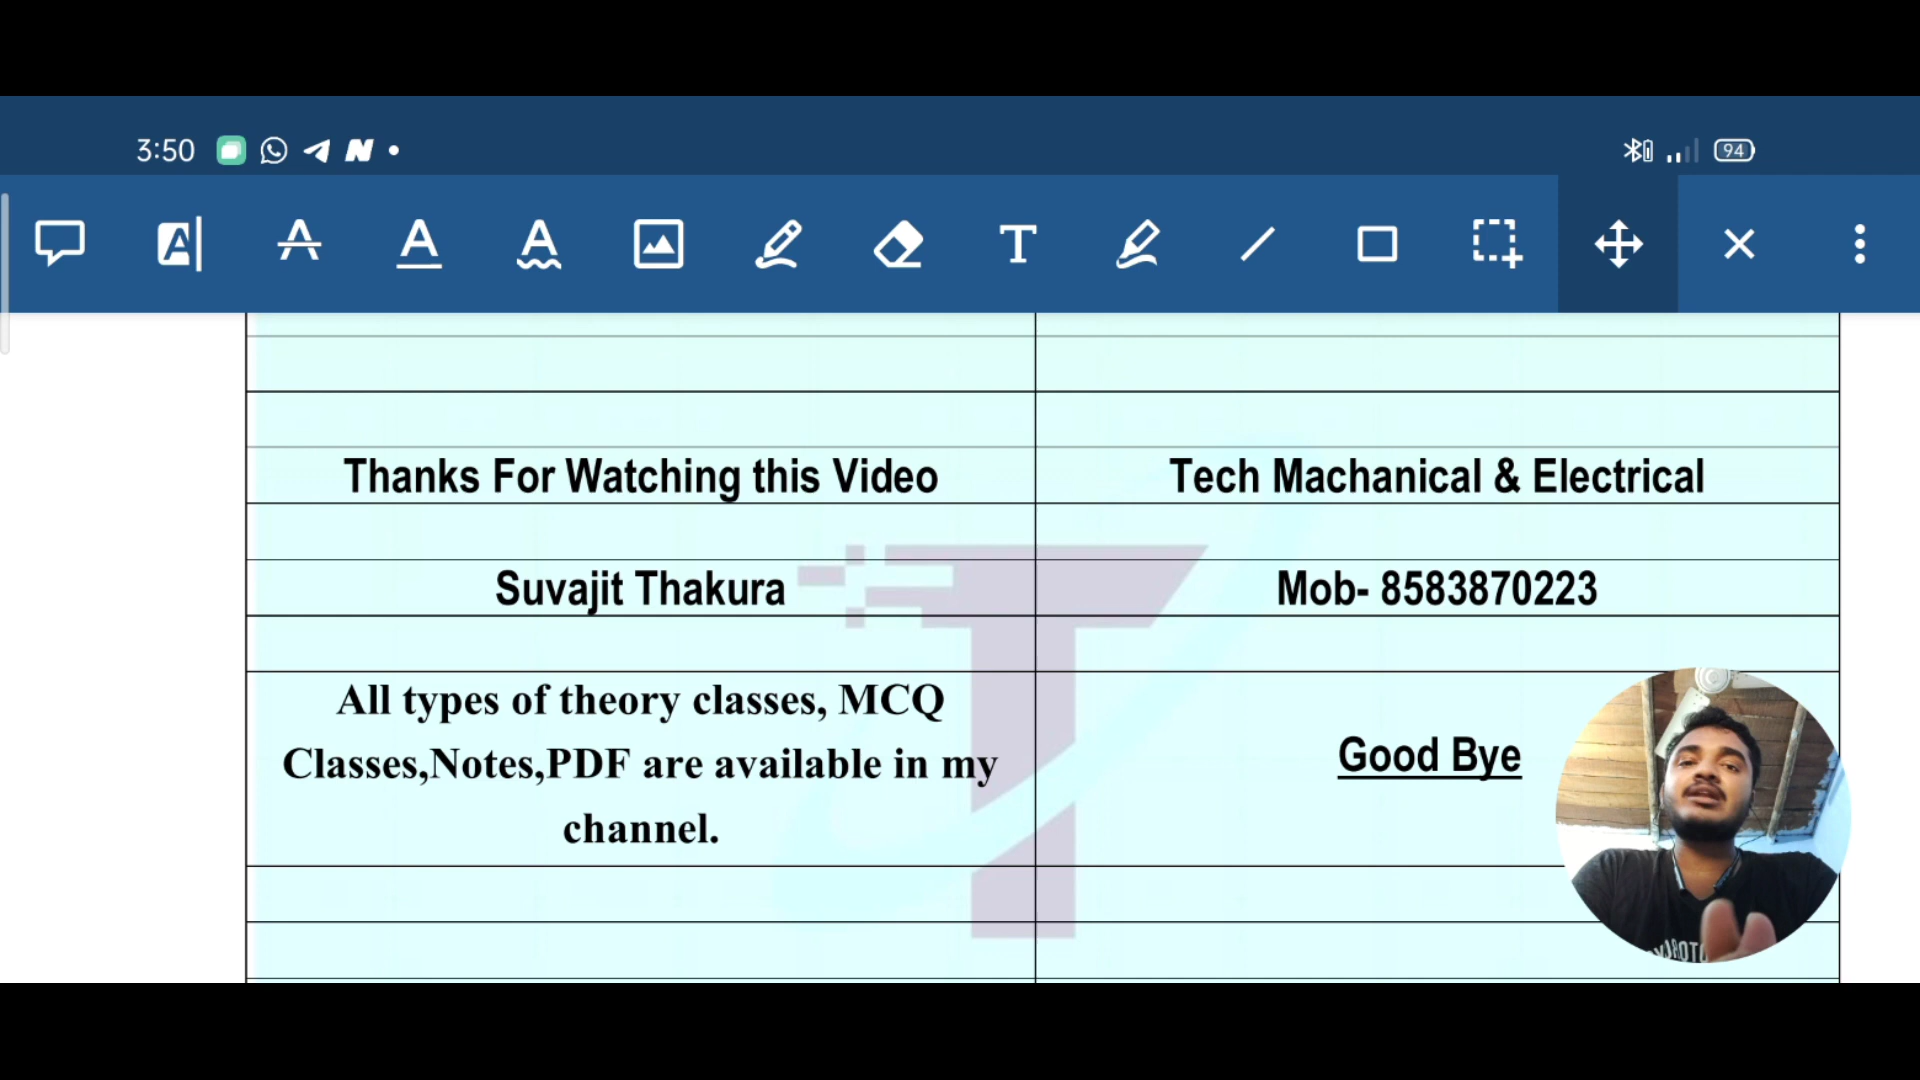 3:50
94
Thanks For Watching this Video
Tech Machanical & Electrical
Suvajit Thakura
Mob- 8583870223
All types of theory classes, MCQ
Classes,Notes,PDF are available in my
channel.
Good Bye